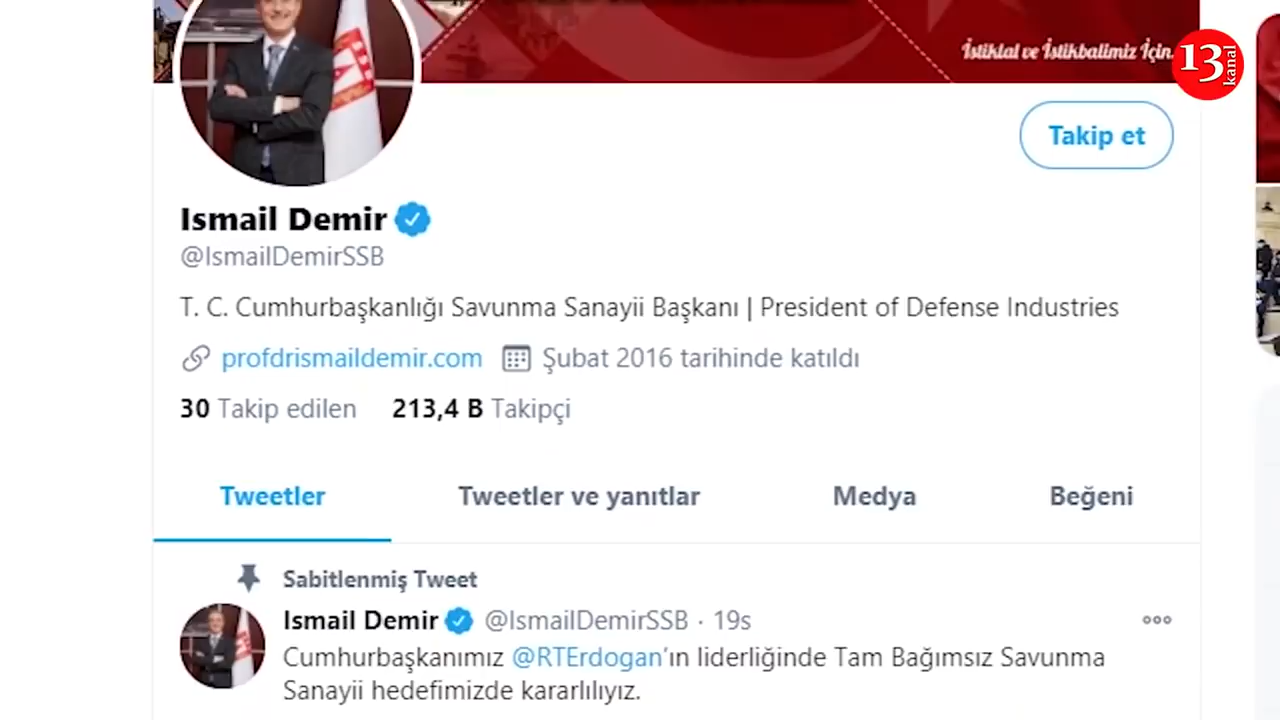 İstiklal ve İstikbalimiz İçin.
13
kanal
Takip et
Ismail Demir
@IsmailDemirSSB
T. C. Cumhurbaşkanlığı Savunma Sanayii Başkanı | President of Defense Industries
profdrismaildemir.com Şubat 2016 tarihinde katıldı
30 Takip edilen 213,4 B Takipçi
Tweetler Tweetler ve yanıtlar Medya Beğeni
Sabitlenmiş Tweet
Ismail Demir @IsmailDemirSSB · 19s
Cumhurbaşkanımız @RTErdogan'ın liderliğinde Tam Bağımsız Savunma
Sanayii hedefimizde kararlılıyız.